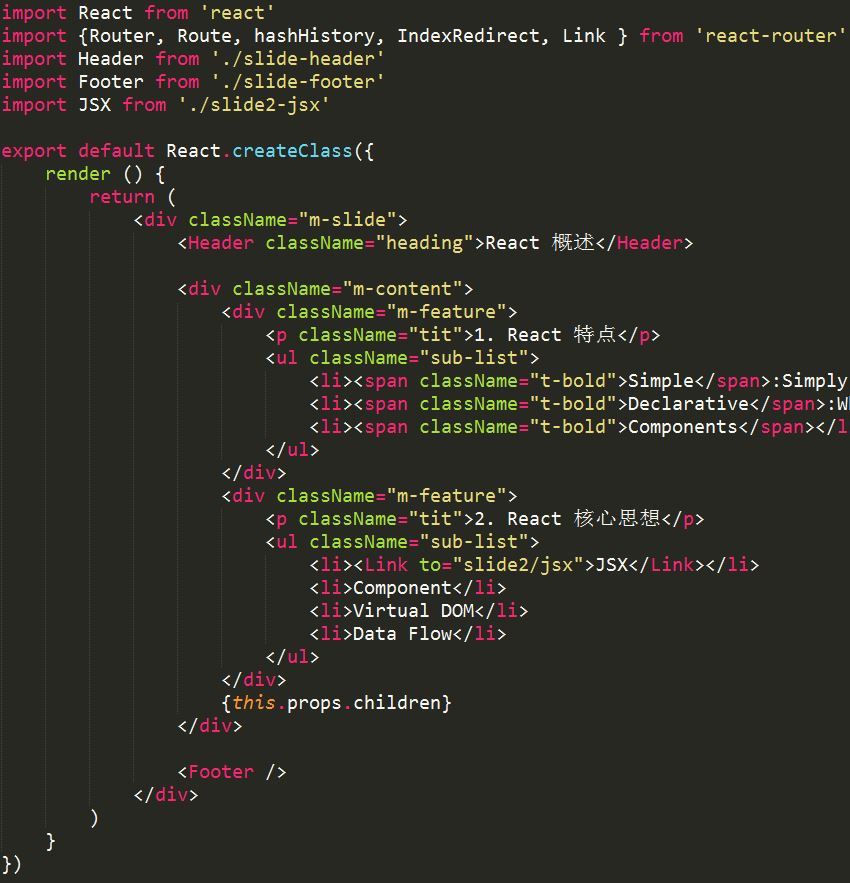 import React from 'react'
import {Router, Route, hashHistory, IndexRedirect, Link } from 'react-router'
import Header from './slide-header'
import Footer from './slide-footer'
import JSX from './slide2-jsx'

export default React.createClass({
    render () {
        return (
            <div className="m-slide">
                <Header className="heading">React 概述</Header>

                <div className="m-content">
                    <div className="m-feature">
                        <p className="tit">1. React 特点</p>
                        <ul className="sub-list">
                            <li><span className="t-bold">Simple</span>:Simply
                            <li><span className="t-bold">Declarative</span>:
                            <li><span className="t-bold">Components</span></l
                        </ul>
                    </div>
                    <div className="m-feature">
                        <p className="tit">2. React 核心思想</p>
                        <ul className="sub-list">
                            <li><Link to="slide2/jsx">JSX</Link></li>
                            <li>Component</li>
                            <li>Virtual DOM</li>
                            <li>Data Flow</li>
                        </ul>
                    </div>
                    {this.props.children}
                </div>

                <Footer />
            </div>
        )
    }
})